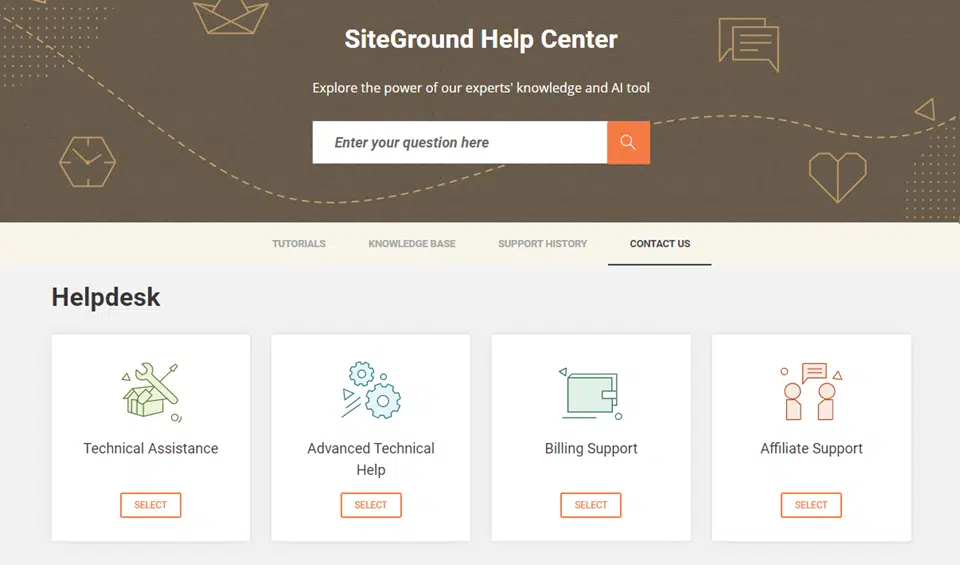 SiteGround Help Center
Explore the power of our experts' knowledge and AI tool
Enter your question here
TUTORIALS
KNOWLEDGE BASE
SUPPORT HISTORY
CONTACT US
Helpdesk
Technical Assistance
SELECT
Advanced Technical
Help
SELECT
Billing Support
SELECT
Affiliate Support
SELECT